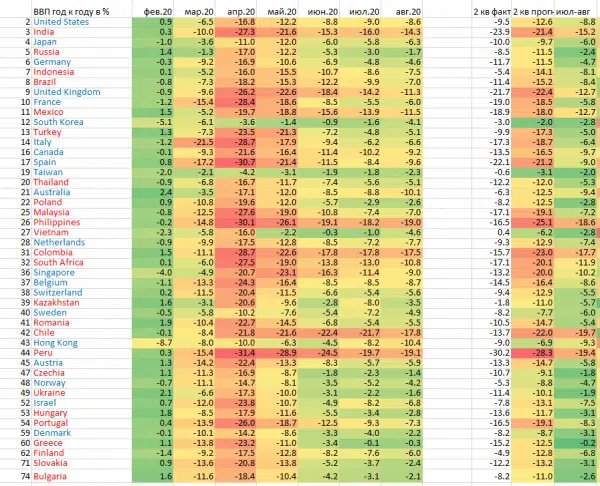 ВВП год к году в % фев.20 мар.20 апр.20 май.20 июн.20 июл.20 авг.20 2 кв факт 2 кв прог июл-авг
2 United States 0.9 -6.5 -16.8 -12.2 -8.8 -9.0 -8.6 -9.5 -12.6 -8.8
3 India 0.3 -10.0 -27.3 -21.6 -15.3 -16.0 -14.3 -23.9 -21.4 -15.2
4 Japan -1.0 -3.6 -11.0 -12.0 -6.0 -5.8 -6.3 -10.0 -9.7 -6.0
5 Russia 1.4 -1.3 -17.0 -12.2 -5.3 -3.0 -1.7 -8.5 -11.5 -2.4
6 Germany -0.3 -9.2 -16.9 -10.6 -6.9 -4.8 -4.6 -11.7 -11.5 -4.7
7 Indonesia 0.1 -5.2 -16.0 -15.5 -10.7 -8.6 -7.5 -5.4 -14.1 -8.1
8 Brazil -0.8 -7.3 -18.2 -15.3 -12.2 -9.9 -7.0 -11.4 -15.2 -8.4
9 United Kingdom -0.9 -9.6 -26.2 -22.6 -18.4 -14.2 -11.3 -21.7 -22.4 -12.7
10 France -1.2 -15.4 -28.4 -18.6 -8.5 -5.5 -6.0 -19.0 -18.5 -5.8
11 Mexico 1.5 -5.2 -19.7 -18.8 -15.6 -13.9 -11.5 -18.9 -18.0 -12.7
12 South Korea -5.1 -6.1 -3.6 -1.4 -0.9 -1.6 -4.1 -3.0 -2.0 -2.8
13 Turkey 1.3 -7.3 -23.5 -21.3 -7.2 -4.8 -5.1 -9.9 -17.3 -5.0
14 Italy -1.2 -21.5 -28.7 -17.9 -9.4 -6.2 -6.6 -17.3 -18.7 -6.4
16 Canada -0.1 -9.3 -21.6 -16.4 -11.4 -10.2 -9.2 -13.5 -16.5 -9.7
17 Spain 0.8 -17.2 -30.7 -21.4 -11.5 -8.4 -9.6 -22.1 -21.2 -9.0
19 Taiwan -2.0 -2.1 -4.2 -3.1 -1.9 -1.8 -2.3 -0.6 -3.1 -2.0
20 Thailand -0.9 -6.8 -16.7 -11.7 -7.4 -5.6 -5.1 -12.2 -12.0 -5.3
21 Australia 2.4 -3.5 -17.1 -12.0 -8.5 -8.8 -10.1 -6.3 -12.5 -9.4
22 Poland 0.9 -10.8 -19.6 -12.0 -5.7 -2.9 -2.6 -8.2 -12.5 -2.8
25 Malaysia -0.8 -12.5 -27.6 -19.0 -10.8 -7.4 -7.0 -17.1 -19.1 -7.2
26 Philippines -0.2 -14.8 -30.1 -26.1 -19.1 -18.2 -19.0 -16.5 -25.1 -18.6
27 Vietnam -2.3 -5.8 -16.0 -2.2 -0.3 -1.0 -4.6 0.4 -6.2 -2.8
28 Netherlands -0.9 -9.9 -17.5 -12.8 -8.5 -7.2 -7.7 -9.3 -12.9 -7.4
31 Colombia 1.5 -11.1 -28.7 -22.6 -17.8 -17.8 -17.5 -15.7 -23.0 -17.7
32 South Africa 0.1 -6.0 -27.5 -19.0 -13.8 -13.0 -10.8 -17.1 -20.1 -11.9
36 Singapore -4.0 -4.9 -20.7 -23.1 -16.3 -11.4 -9.0 -13.2 -20.0 -10.2
37 Belgium -1.1 -13.3 -24.3 -16.4 -8.5 -8.5 -8.7 -14.5 -16.4 -8.6
38 Switzerland 0.2 -11.5 -20.4 -11.5 -6.6 -5.4 -5.6 -9.4 -12.9 -5.5
39 Kazakhstan 1.6 -3.1 -20.6 -9.6 -2.8 -8.0 -3.5 -1.8 -11.0 -5.7
40 Sweden -0.5 -5.8 -10.2 -7.6 -5.4 -7.2 -4.9 -8.2 -7.7 -6.0
41 Romania 1.9 -10.4 -22.7 -14.5 -6.8 -5.4 -5.5 -10.5 -14.7 -5.4
42 Chile -0.1 -8.4 -21.8 -21.6 -22.4 -21.7 -17.8 -13.7 -22.0 -19.7
43 Hong Kong -8.7 -8.0 -10.0 -6.3 -4.5 -8.2 -10.4 -9.0 -6.9 -9.3
44 Peru 0.3 -15.4 -31.4 -28.9 -24.5 -19.7 -19.1 -30.2 -28.3 -19.4
45 Austria 1.3 -14.2 -22.4 -13.3 -8.3 -5.7 -5.9 -13.3 -14.7 -5.8
47 Czechia 1.1 -11.3 -16.9 -8.7 -1.8 -2.3 -1.4 -10.7 -9.1 -1.8
48 Norway -0.7 -11.1 -14.7 -8.1 -3.5 -5.2 -4.2 -5.3 -8.8 -4.7
49 Ukraine 2.1 -6.6 -17.3 -10.0 -3.1 -2.2 -1.6 -11.4 -10.1 -1.9
52 Israel 0.7 -12.0 -23.8 -10.7 -4.9 -8.2 -6.8 -7.8 -13.1 -7.5
53 Hungary 1.8 -8.5 -17.9 -11.6 -5.5 -3.4 -2.8 -13.6 -11.7 -3.1
54 Portugal 0.4 -13.9 -26.0 -18.7 -12.5 -9.3 -7.3 -16.5 -19.1 -8.3
59 Denmark -0.2 -10.1 -14.2 -8.6 -3.3 -4.0 -2.2 -8.2 -8.7 -3.1
60 Greece 1.1 -13.8 -23.2 -11.0 -3.4 -0.1 -0.3 -15.2 -12.5 -0.2
62 Finland -1.4 -9.2 -17.5 -12.8 -8.2 -7.6 -6.0 -4.9 -12.8 -6.8
71 Slovakia 0.9 -13.6 -20.8 -13.8 -5.2 -3.7 -2.4 -12.2 -13.2 -3.1
74 Bulgaria 1.6 -11.6 -18.4 -10.4 -4.2 -3.1 -2.1 -8.2 -11.0 -2.6